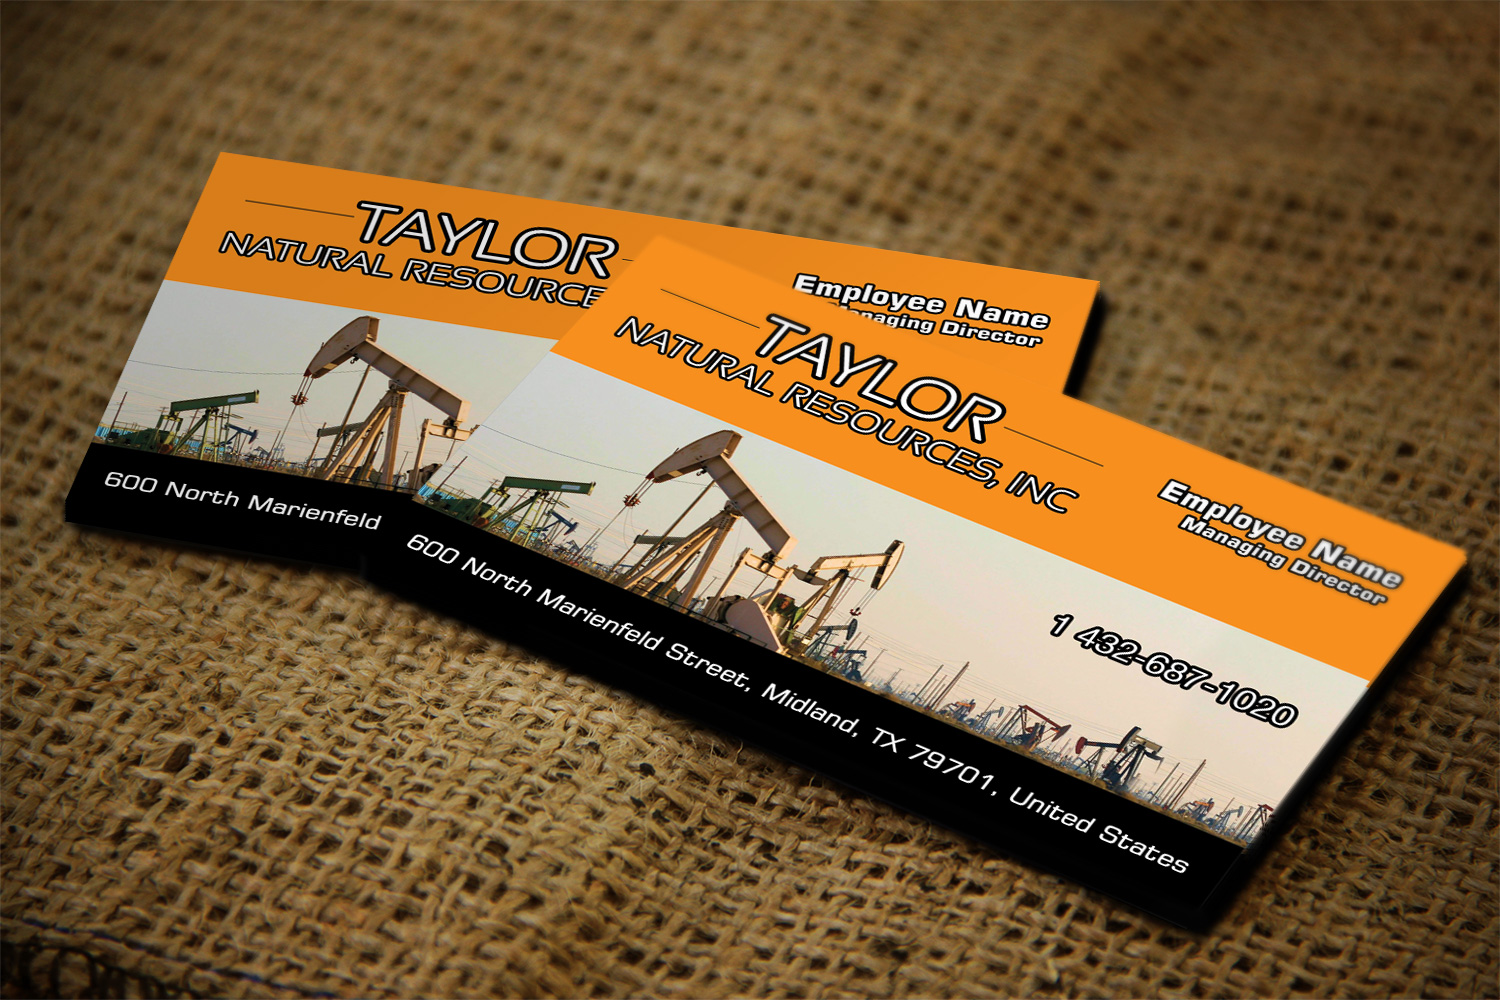 TAYLOR
NATURAL RESOURCE
Employee Name
Managing Director
600 North Marienfeld
TAYLOR
NATURAL RESOURCES, INC
Employee Name
Managing Director
1 432-687-1020
600 North Marienfeld Street, Midland, TX 79701, United States